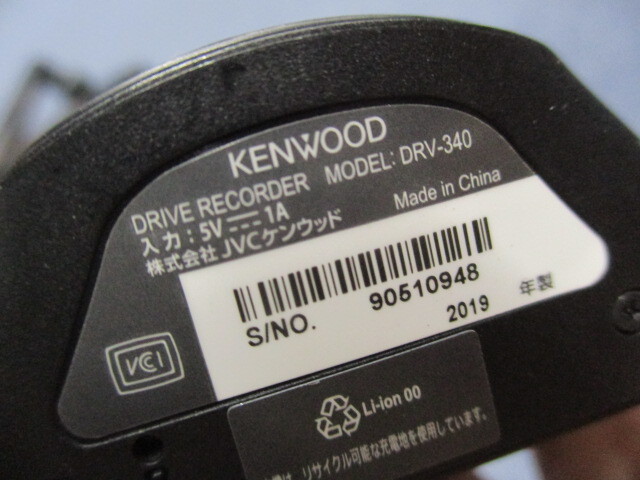 KENWOOD
DRIVE RECORDER MODEL: DRV-340
入力:5V⎓1A Made in China
株式会社JVCケンウッド
S/NO. 90510948
2019 年製
VCI
Li-ion 00
リサイクル可能な充電池を使用しています。